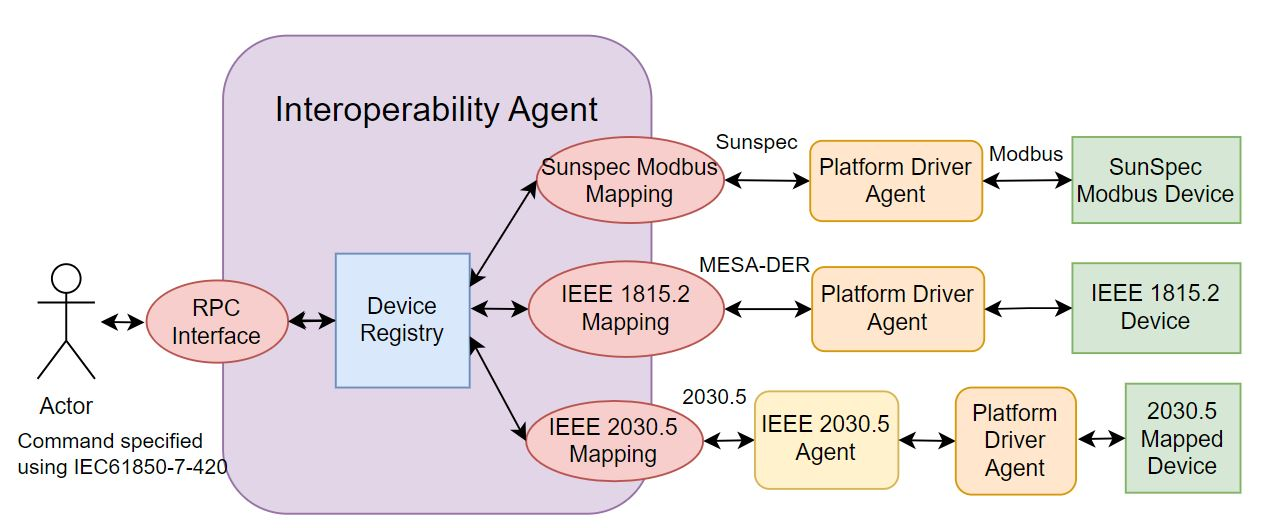 Interoperability Agent
Sunspec Modbus
Mapping
Sunspec
Platform Driver
Agent
Modbus
SunSpec
Modbus Device
RPC
Interface
Device
Registry
IEEE 1815.2
Mapping
MESA-DER
Platform Driver
Agent
IEEE 1815.2
Device
Actor
Command specified
using IEC61850-7-420
IEEE 2030.5
Mapping
2030.5
IEEE 2030.5
Agent
Platform
Driver
Agent
2030.5
Mapped
Device